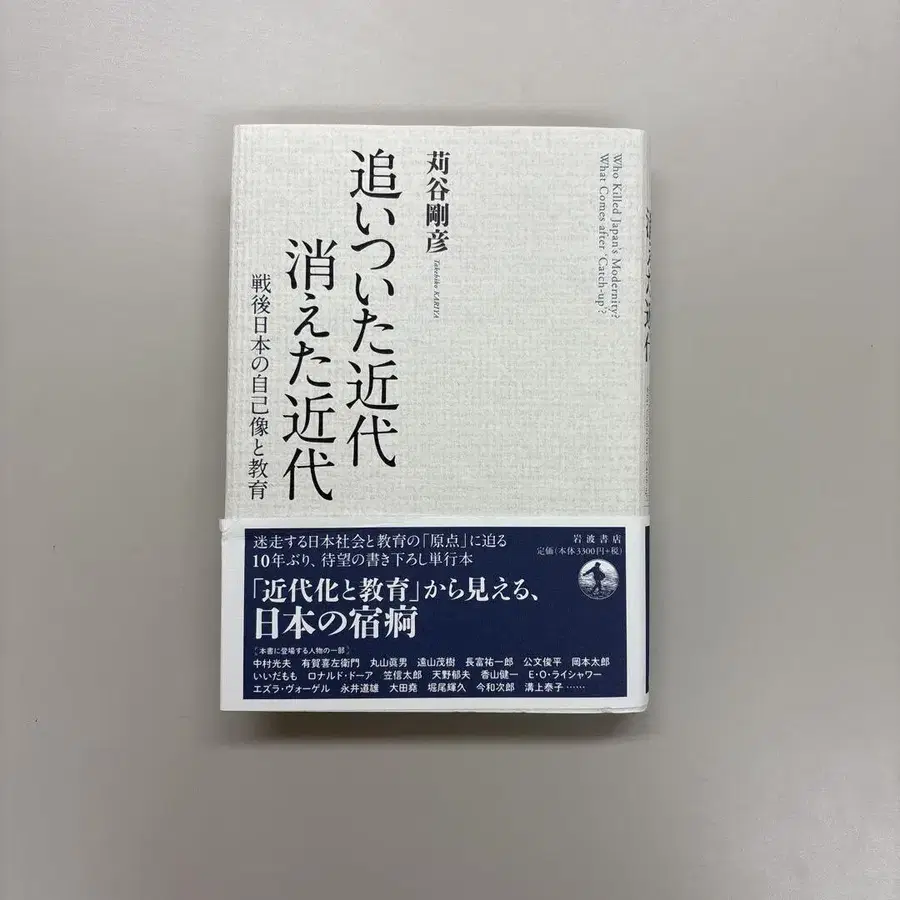 Who Killed Japan's Modernity?
What Comes after 'Catch-up'?
苅谷剛彦
Takehiko KARIYA
追いついた近代
消えた近代
戦後日本の自己像と教育
迷走する日本社会と教育の「原点」に迫る
10年ぶり、待望の書き下ろし単行本
「近代化と教育」から見える、
日本の宿痾
岩波書店
定価(本体3300円+税)
〔本書に登場する人物の一部〕
中村光夫 有賀喜左衛門 丸山眞男 遠山茂樹 長富祐一郎 公文俊平 岡本太郎
いいだもも ロナルド・ドーア 笠信太郎 天野郁夫 香山健一 E・O・ライシャワー
エズラ・ヴォーゲル 永井道雄 大田堯 堀尾輝久 今和次郎 溝上泰子……